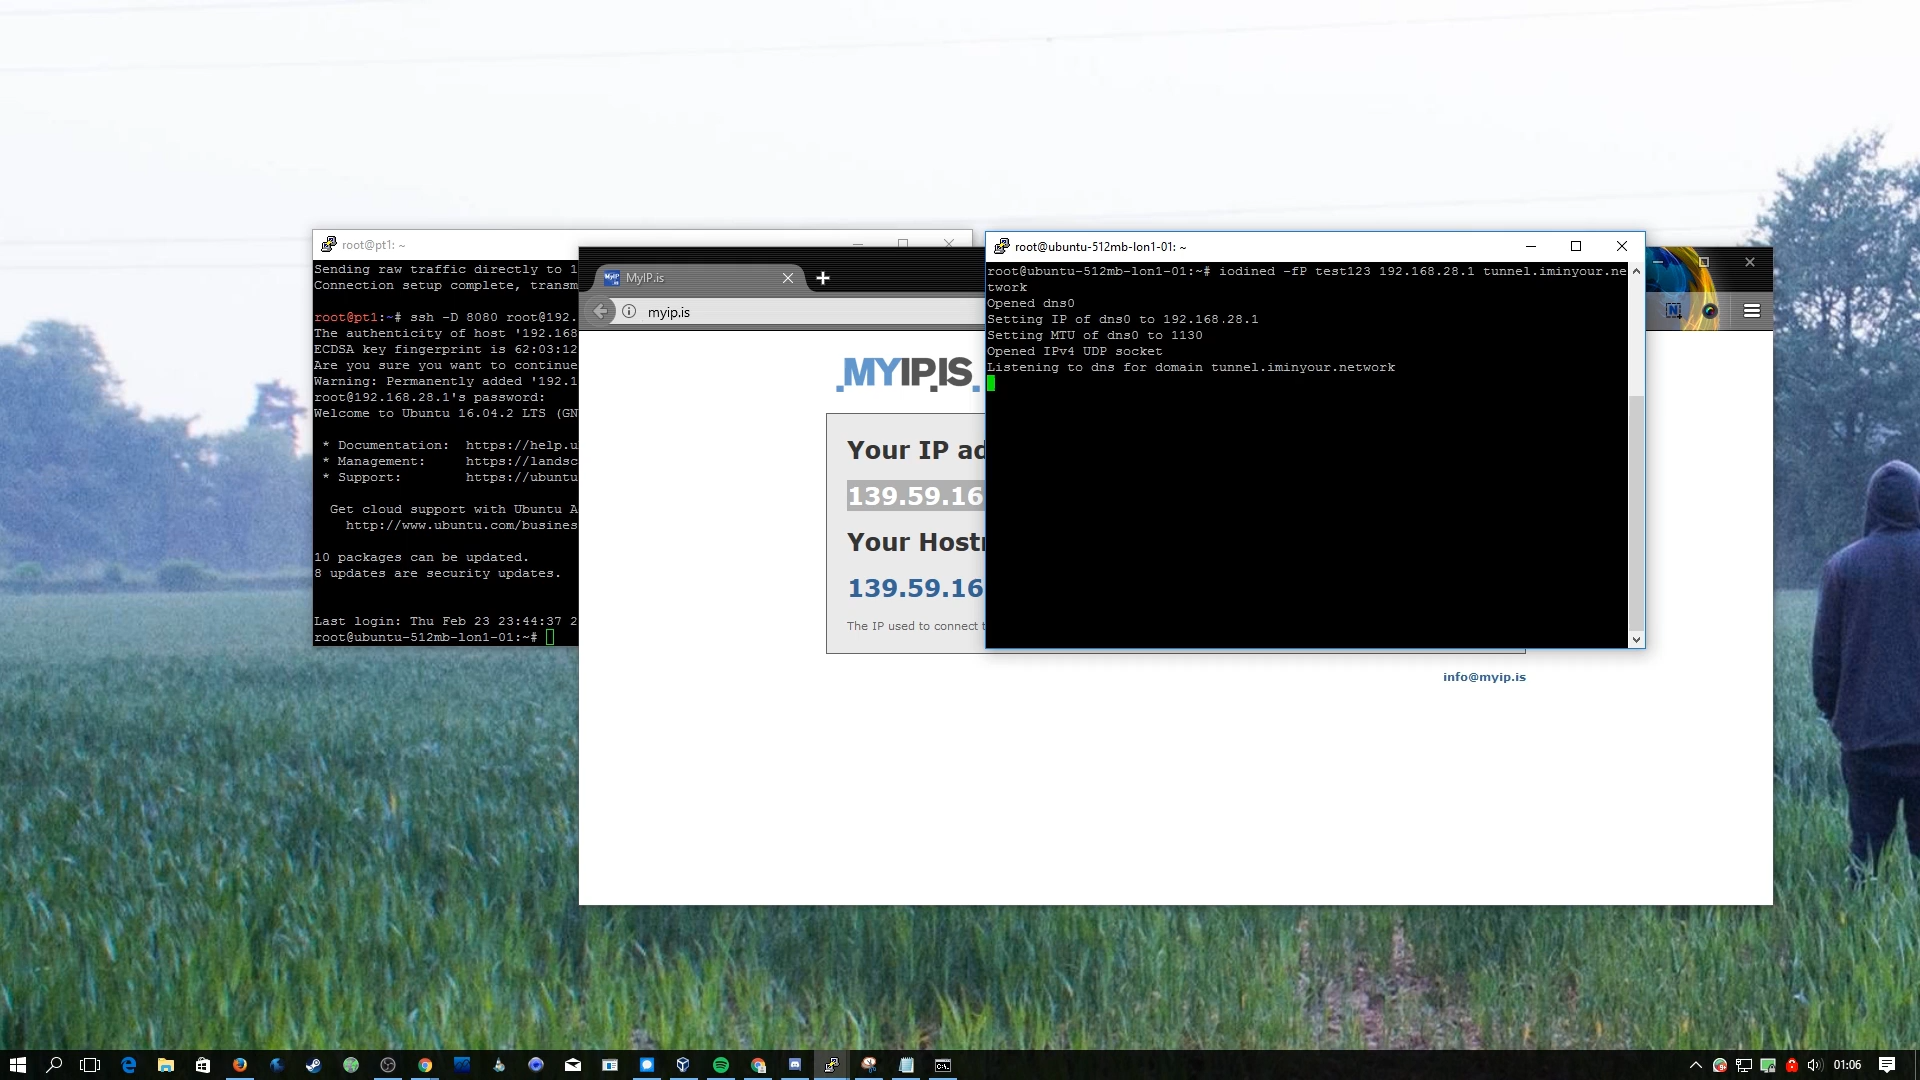 root@pt1: ~
Sending raw traffic directly to 1
Connection setup complete, transm
root@pt1:~# ssh -D 8080 root@192.
The authenticity of host '192.168
ECDSA key fingerprint is 62:03:12
Are you sure you want to continue
Warning: Permanently added '192.1
root@192.168.28.1's password:
Welcome to Ubuntu 16.04.2 LTS (GN
* Documentation: https://help.u
* Management: https://landsc
* Support: https://ubuntu
Get cloud support with Ubuntu A
http://www.ubuntu.com/busines
10 packages can be updated.
8 updates are security updates.
Last login: Thu Feb 23 23:44:37 2
root@ubuntu-512mb-lon1-01:~#
MyIP.is
myip.is
MYIP.IS
Your IP ad
139.59.16
Your Host
139.59.16
The IP used to connect t
info@myip.is
root@ubuntu-512mb-lon1-01: ~
root@ubuntu-512mb-lon1-01:~# iodined -fP test123 192.168.28.1 tunnel.iminyour.ne
twork
Opened dns0
Setting IP of dns0 to 192.168.28.1
Setting MTU of dns0 to 1130
Opened IPv4 UDP socket
Listening to dns for domain tunnel.iminyour.network
01:06